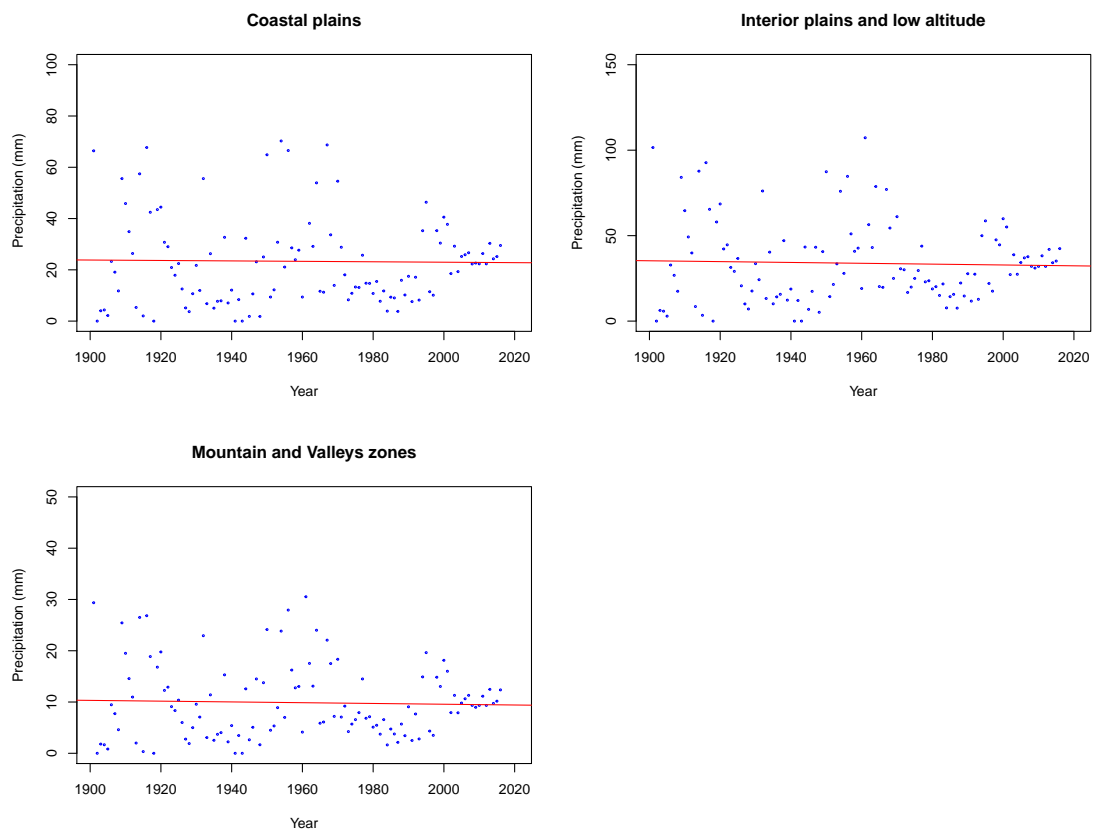 Coastal plains
Precipitation (mm)
100
80
60
40
20
0
1900 1920 1940 1960 1980 2000 2020
Year
Interior plains and low altitude
Precipitation (mm)
150
100
50
0
1900 1920 1940 1960 1980 2000 2020
Year
Mountain and Valleys zones
Precipitation (mm)
50
40
30
20
10
0
1900 1920 1940 1960 1980 2000 2020
Year